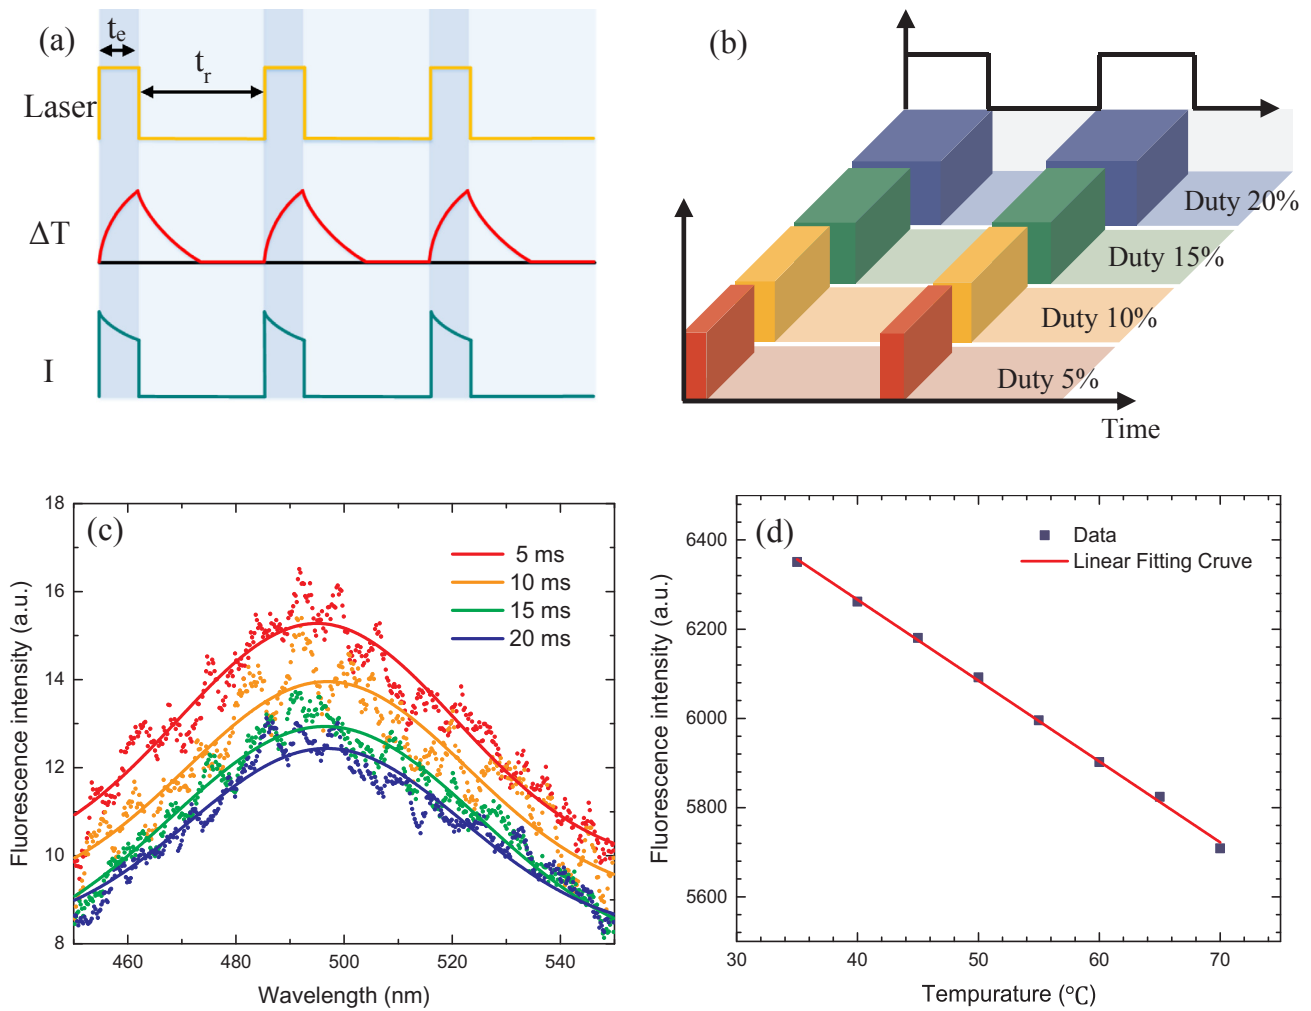 (a)
te
tr
Laser
ΔT
I
(b)
Duty 20%
Duty 15%
Duty 10%
Duty 5%
Time
(c)
5 ms
10 ms
15 ms
20 ms
18
16
14
12
10
8
460
480
500
520
540
Fluorescence intensity (a.u.)
Wavelength (nm)
(d)
Data
Linear Fitting Cruve
6400
6200
6000
5800
5600
30
40
50
60
70
Fluorescence intensity (a.u.)
Tempurature (°C)